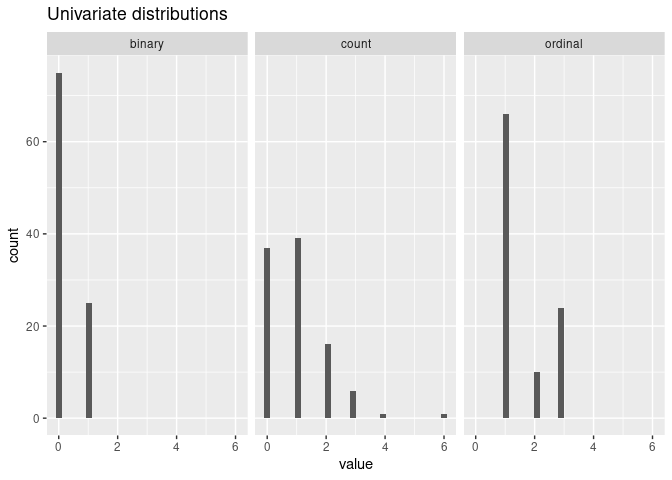 Univariate distributions
binary count ordinal
60
40
20
0
0 2 4 6 0 2 4 6 0 2 4 6
value
count